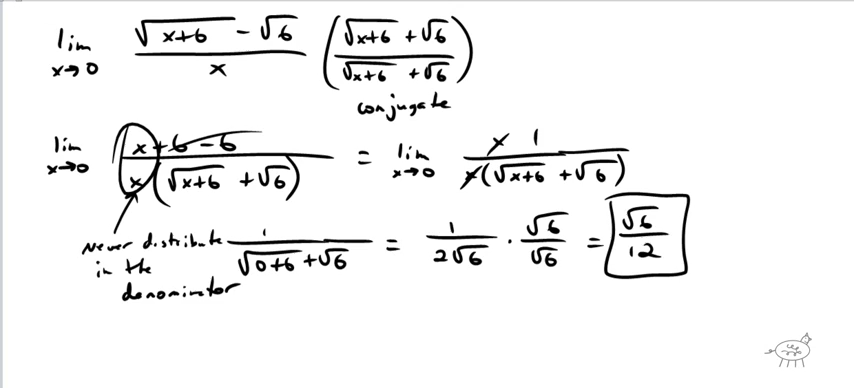 lim x→0 (√(x+6) − √6)/x ((√(x+6) + √6)/(√(x+6) + √6))
conjugate
lim x→0 (x+6−6)/(x(√(x+6) + √6)) = lim x→0 (x 1)/(x(√(x+6) + √6))
Never distribute in the denominator
1/(√(0+6) + √6) = 1/(2√6) · √6/√6 = √6/12